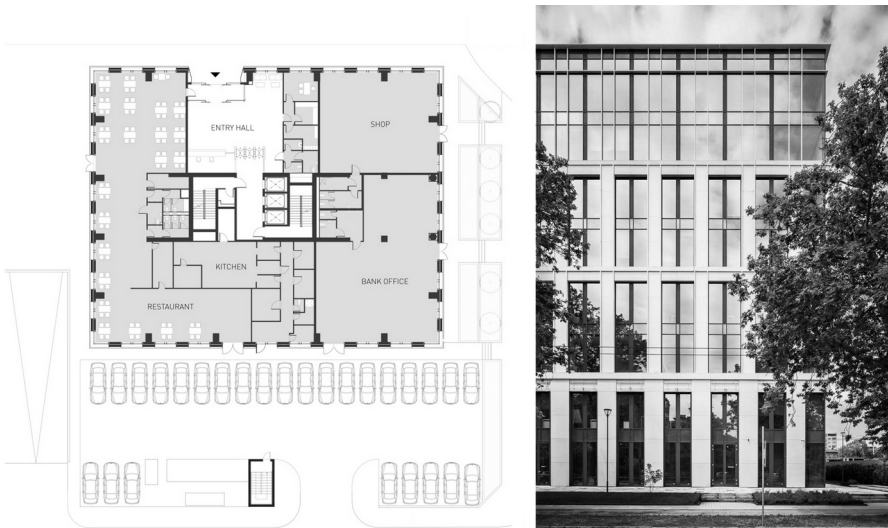 ENTRY HALL
SHOP
KITCHEN
BANK OFFICE
RESTAURANT